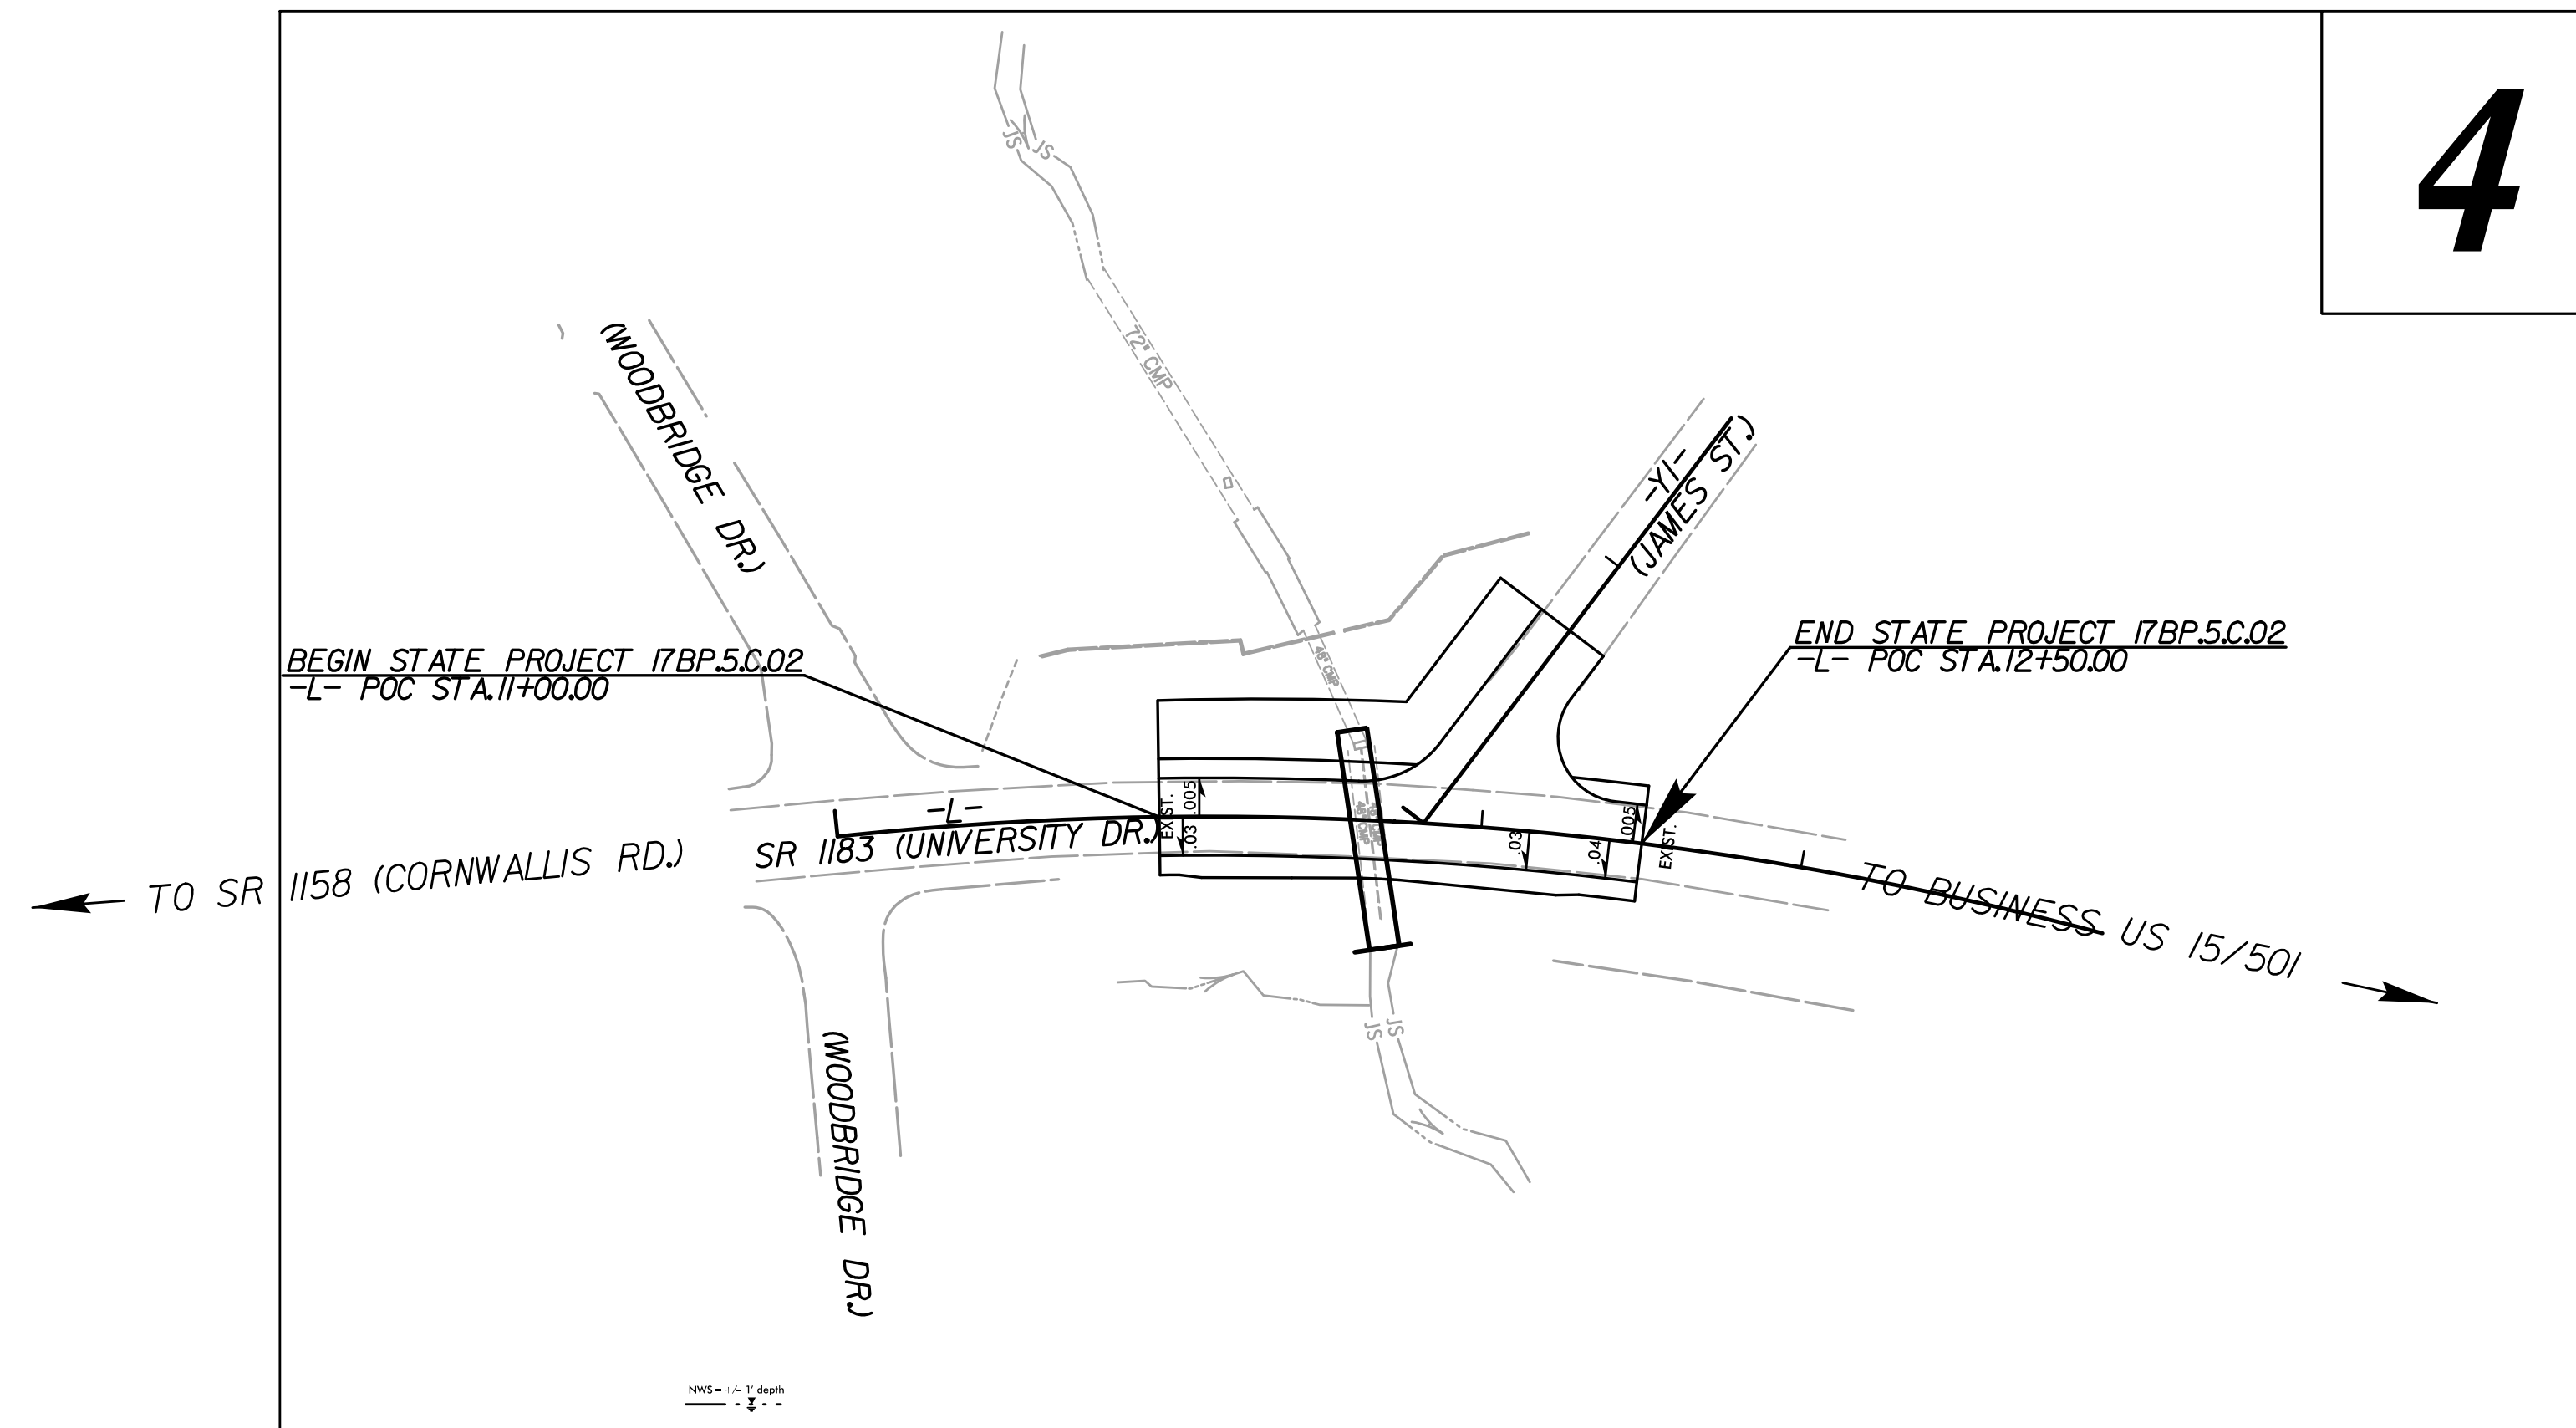 4
JS
JS
72" CMP
(WOODBRIDGE DR.)
-Y1-
(JAMES ST.)
BEGIN STATE PROJECT 17BP.5.C.02
-L- POC STA.11+00.00
END STATE PROJECT 17BP.5.C.02
-L- POC STA.12+50.00
48" CMP
EXIST.
.005
.03
-L-
SR 1183 (UNIVERSITY DR.)
48" CMP
.03
.04
.005
EXIST.
TO SR 1158 (CORNWALLIS RD.)
TO BUSINESS US 15/501
JS
JS
(WOODBRIDGE DR.)
NWS= +/- 1' depth